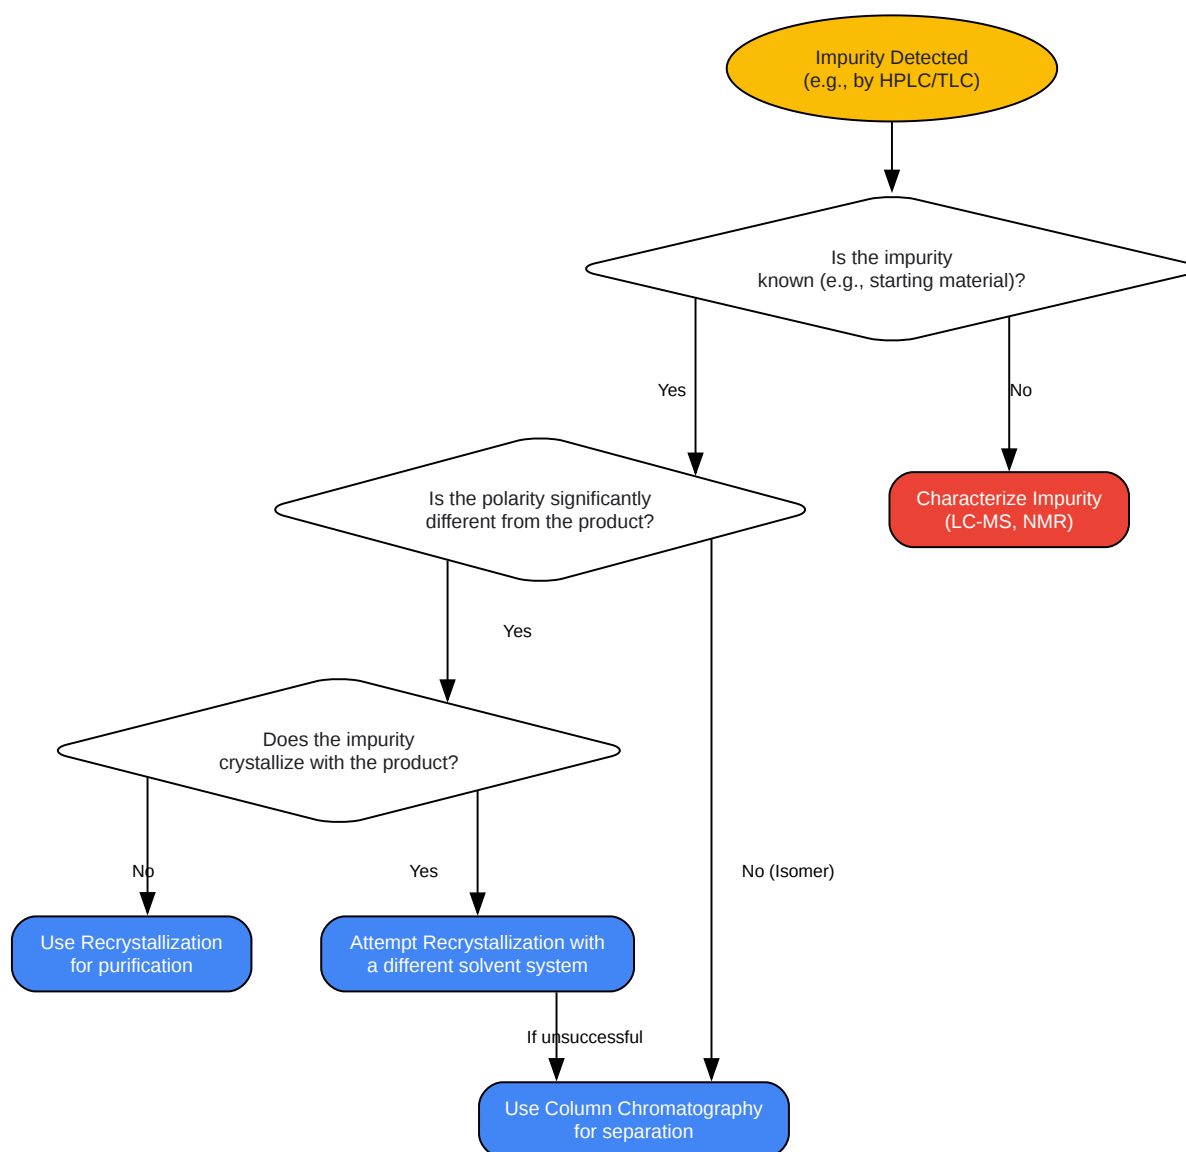 Impurity Detected
(e.g., by HPLC/TLC)
Is the impurity
known (e.g., starting material)?
Yes
No
Is the polarity significantly
different from the product?
Characterize Impurity
(LC-MS, NMR)
Yes
Does the impurity
crystallize with the product?
No
Yes
No (Isomer)
Use Recrystallization
for purification
Attempt Recrystallization with
a different solvent system
If unsuccessful
Use Column Chromatography
for separation